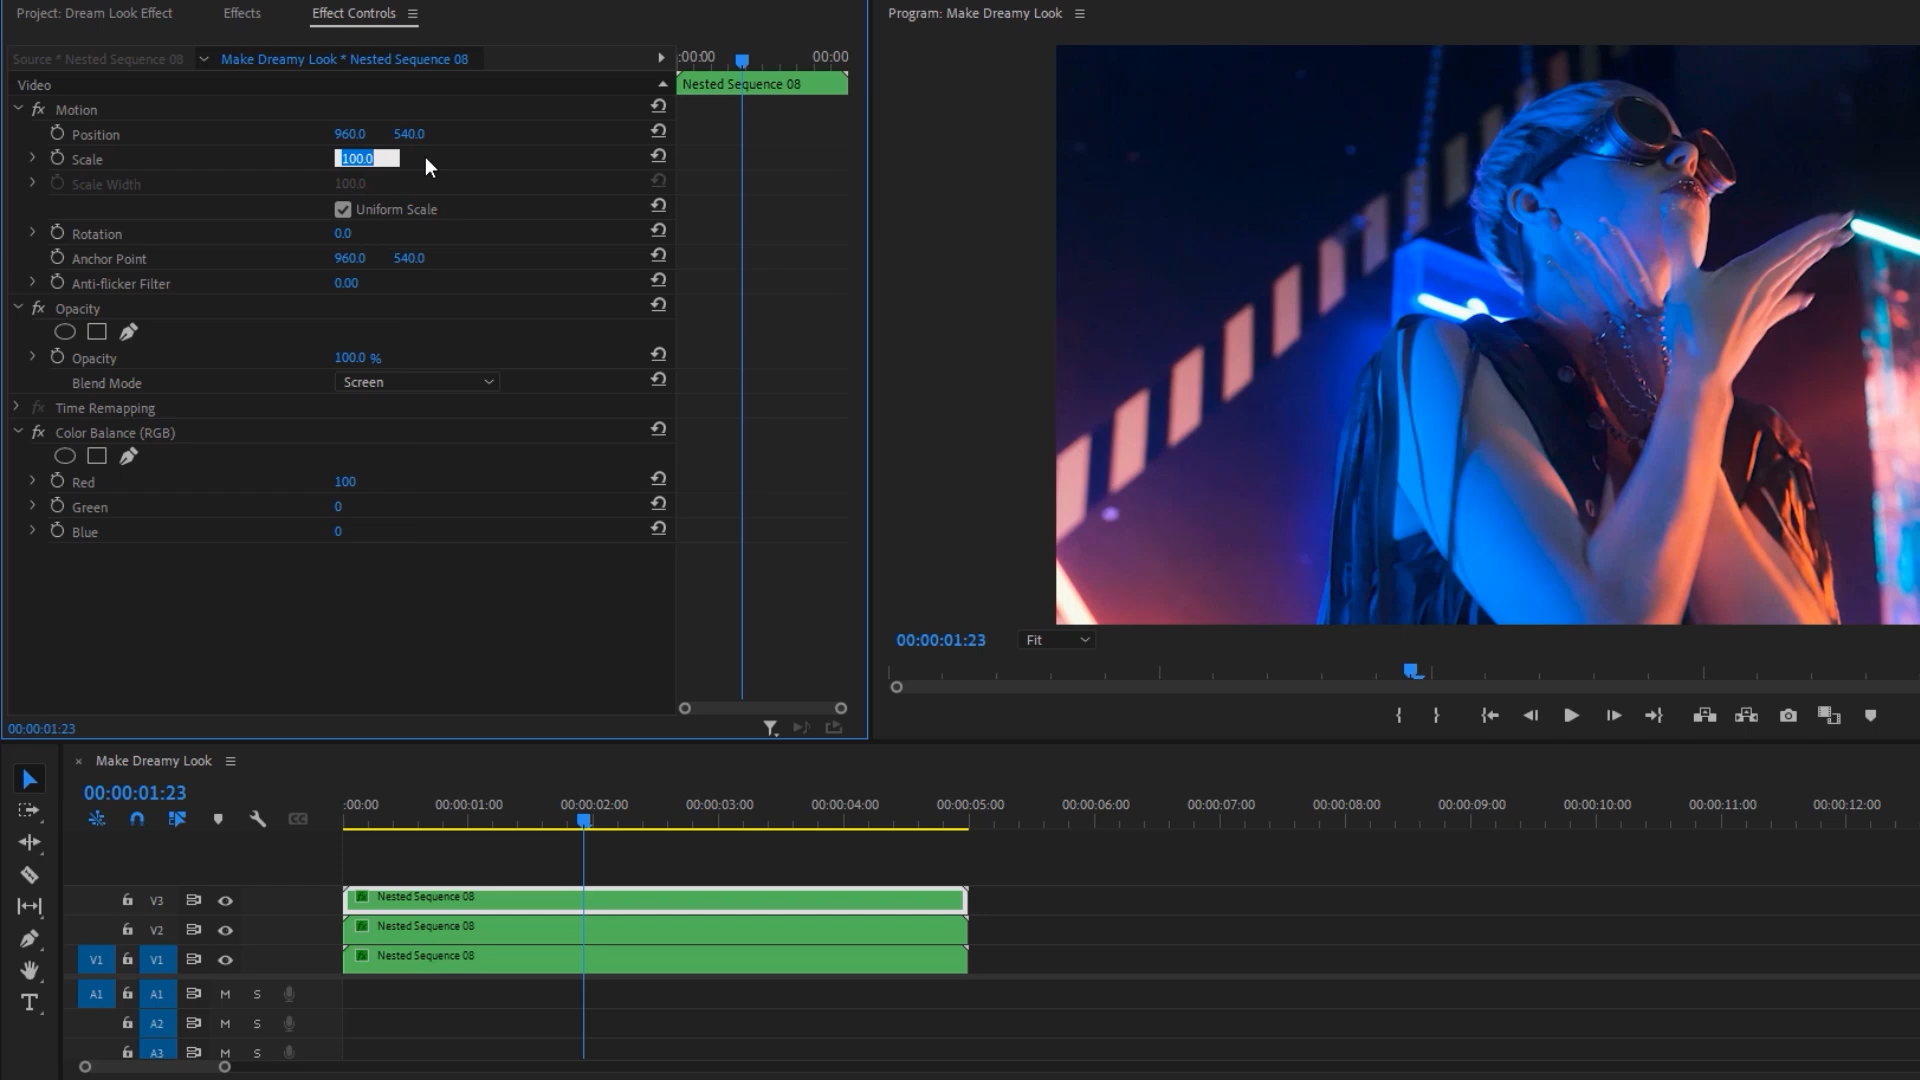 Project: Dream Look Effect
Effects
Effect Controls
Source * Nested Sequence 08
Make Dreamy Look * Nested Sequence 08
:00:00
00:00
Video
Nested Sequence 08
fx Motion
Position 960.0 540.0
Scale 100.0
Scale Width 100.0
Uniform Scale
Rotation 0.0
Anchor Point 960.0 540.0
Anti-flicker Filter 0.00
fx Opacity
Opacity 100.0 %
Blend Mode Screen
fx Time Remapping
fx Color Balance (RGB)
Red 100
Green 0
Blue 0
00:00:01:23
Program: Make Dreamy Look
00:00:01:23
Fit
× Make Dreamy Look
00:00:01:23
:00:00 00:00:01:00 00:00:02:00 00:00:03:00 00:00:04:00 00:00:05:00 00:00:06:00 00:00:07:00 00:00:08:00 00:00:09:00 00:00:10:00 00:00:11:00 00:00:12:00
CC
V3 fx Nested Sequence 08
V2 fx Nested Sequence 08
V1 V1 fx Nested Sequence 08
A1 A1 M S
A2 M S
A3 M S
T